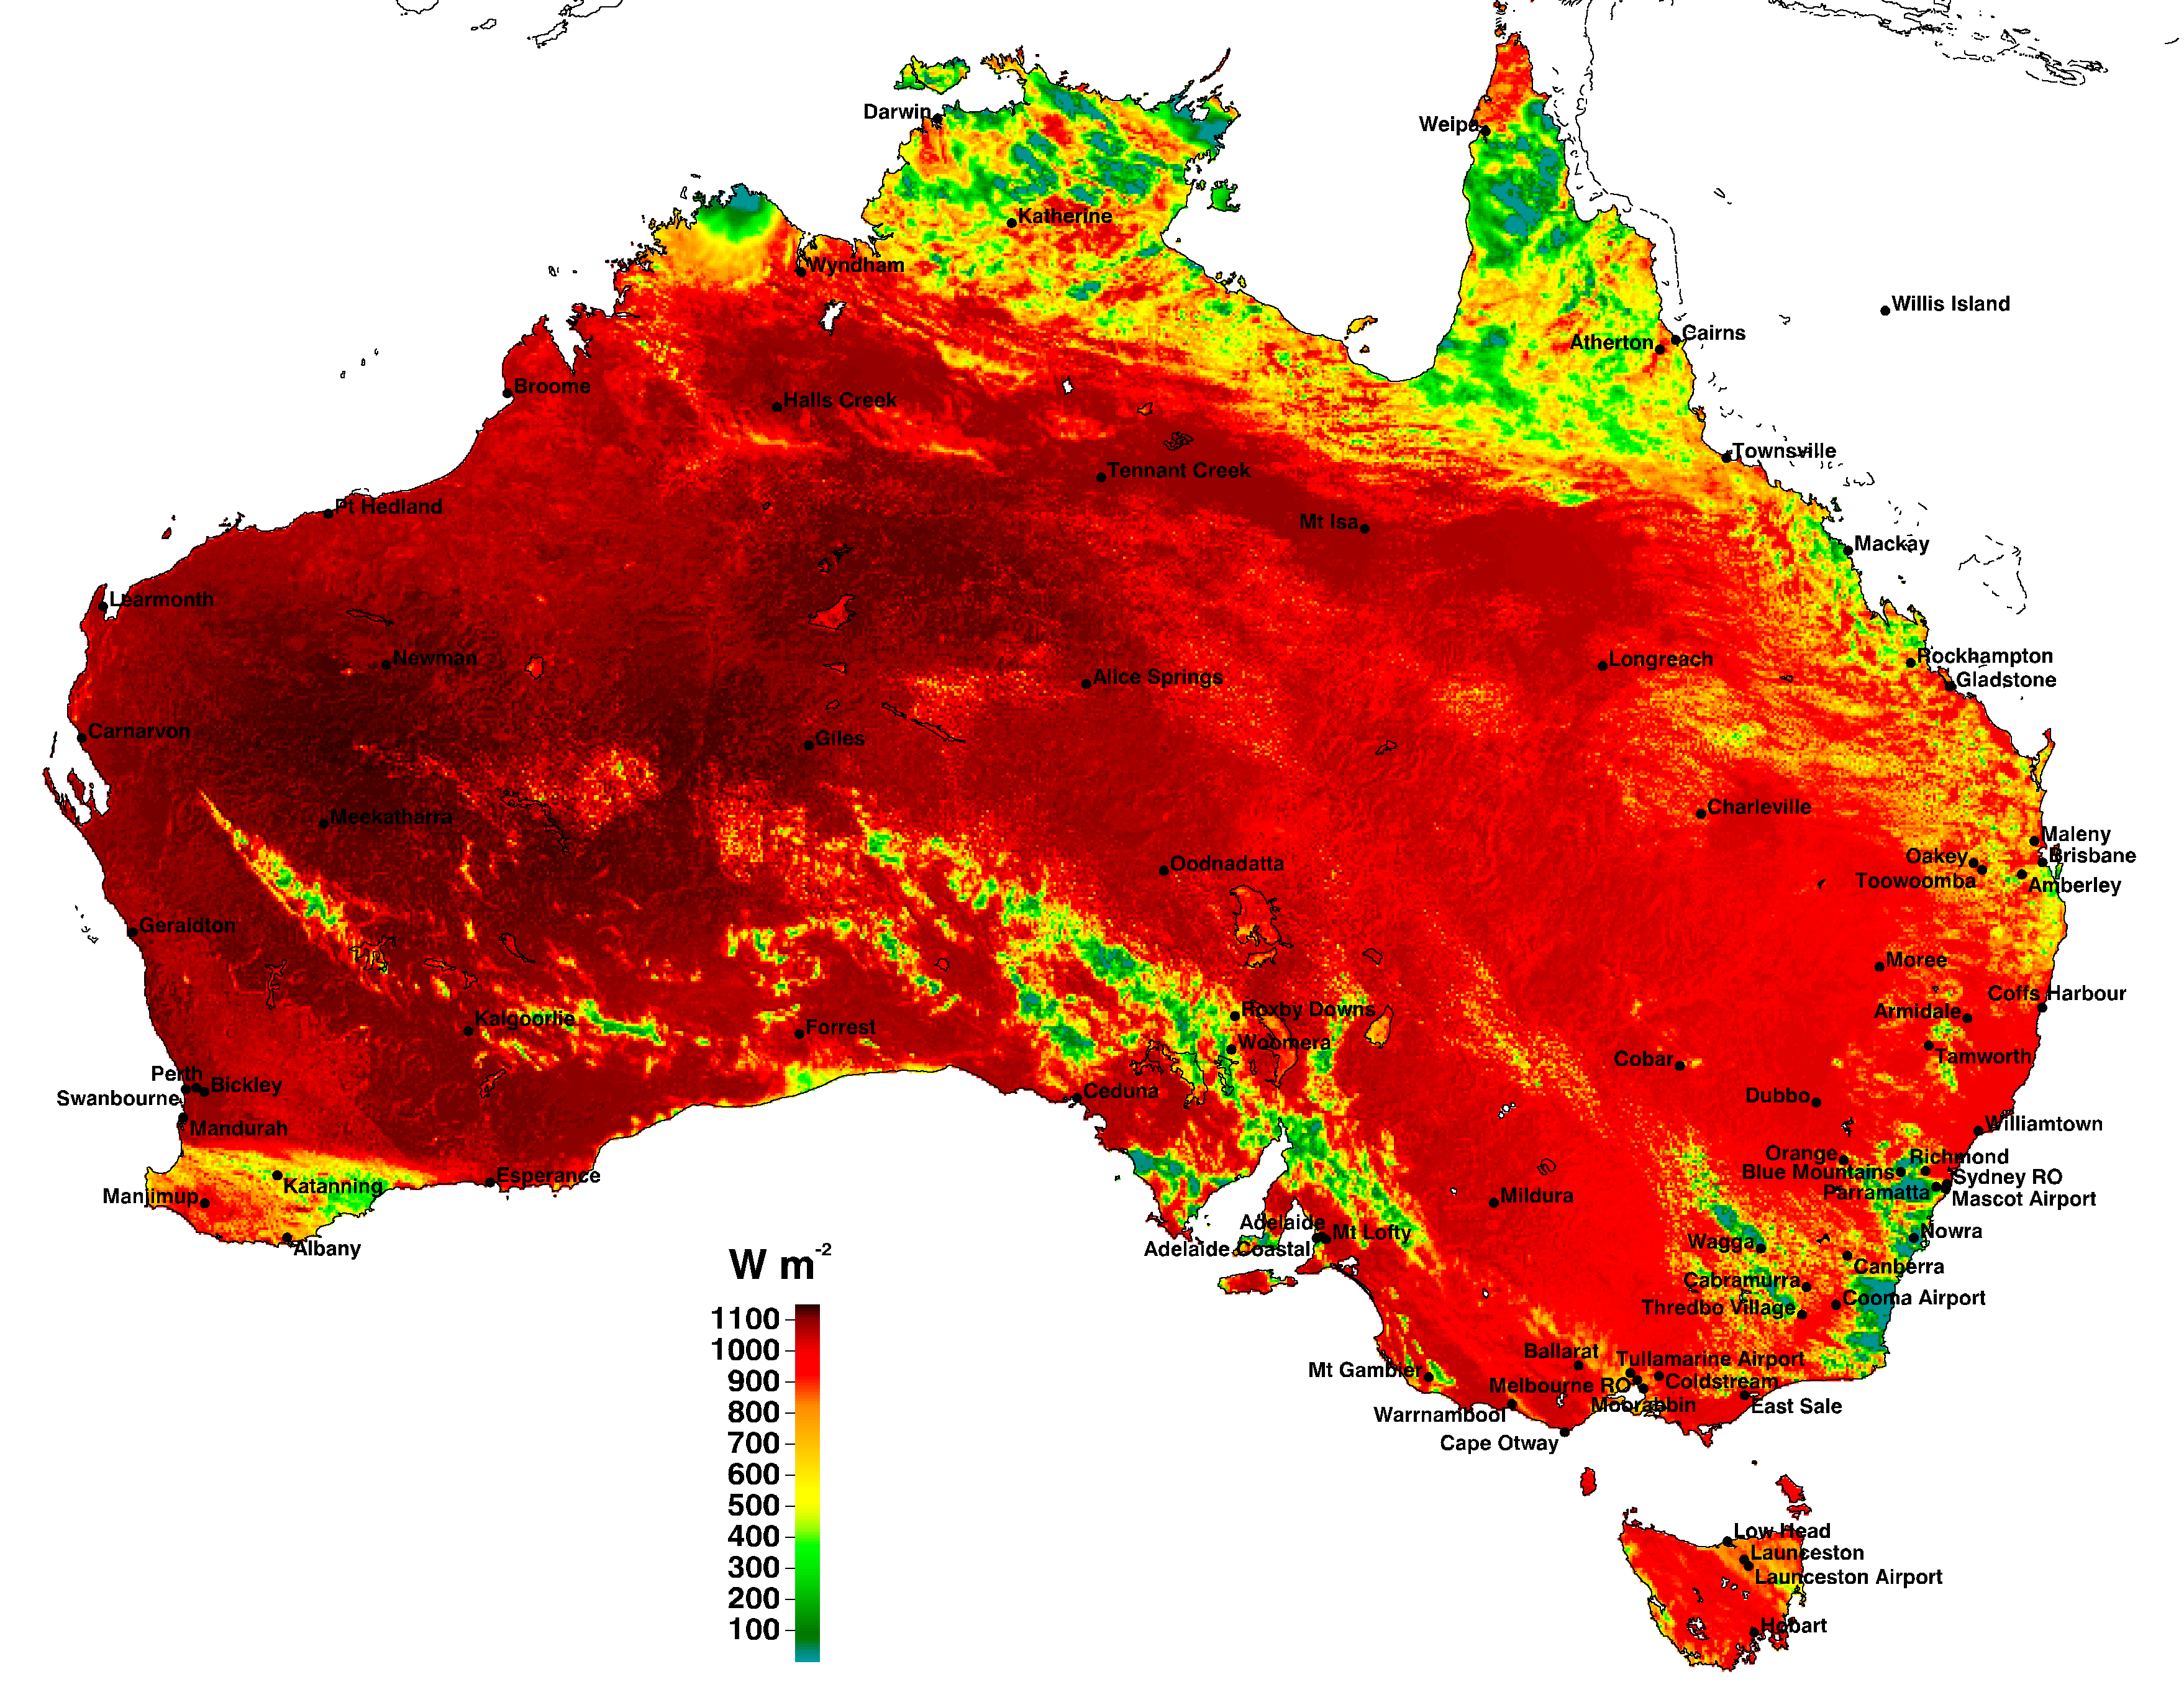 Darwin
Weipa
Katherine
Wyndham
Willis Island
Cairns
Atherton
Broome
Halls Creek
Townsville
Tennant Creek
Pt Hedland
Mt Isa
Mackay
Learmonth
Newman
Longreach
Rockhampton
Alice Springs
Gladstone
Carnarvon
Giles
Charleville
Meekatharra
Maleny
Oakey
Brisbane
Oodnadatta
Toowoomba
Amberley
Geraldton
Moree
Coffs Harbour
Roxby Downs
Armidale
Kalgoorlie
Forrest
Woomera
Tamworth
Cobar
Perth
Bickley
Ceduna
Dubbo
Swanbourne
Mandurah
Williamtown
Orange
Richmond
Blue Mountains
Esperance
Sydney RO
Katanning
Parramatta
Manjimup
Mildura
Mascot Airport
Adelaide
Mt Lofty
Nowra
Albany
Adelaide Coastal
Wagga
Canberra
W m-2
Cabramurra
Cooma Airport
Thredbo Village
1100
1000
900
800
700
600
500
400
300
200
100
Ballarat
Tullamarine Airport
Mt Gambier
Melbourne RO
Coldstream
Moorabbin
Warrnambool
East Sale
Cape Otway
Low Head
Launceston
Launceston Airport
Hobart